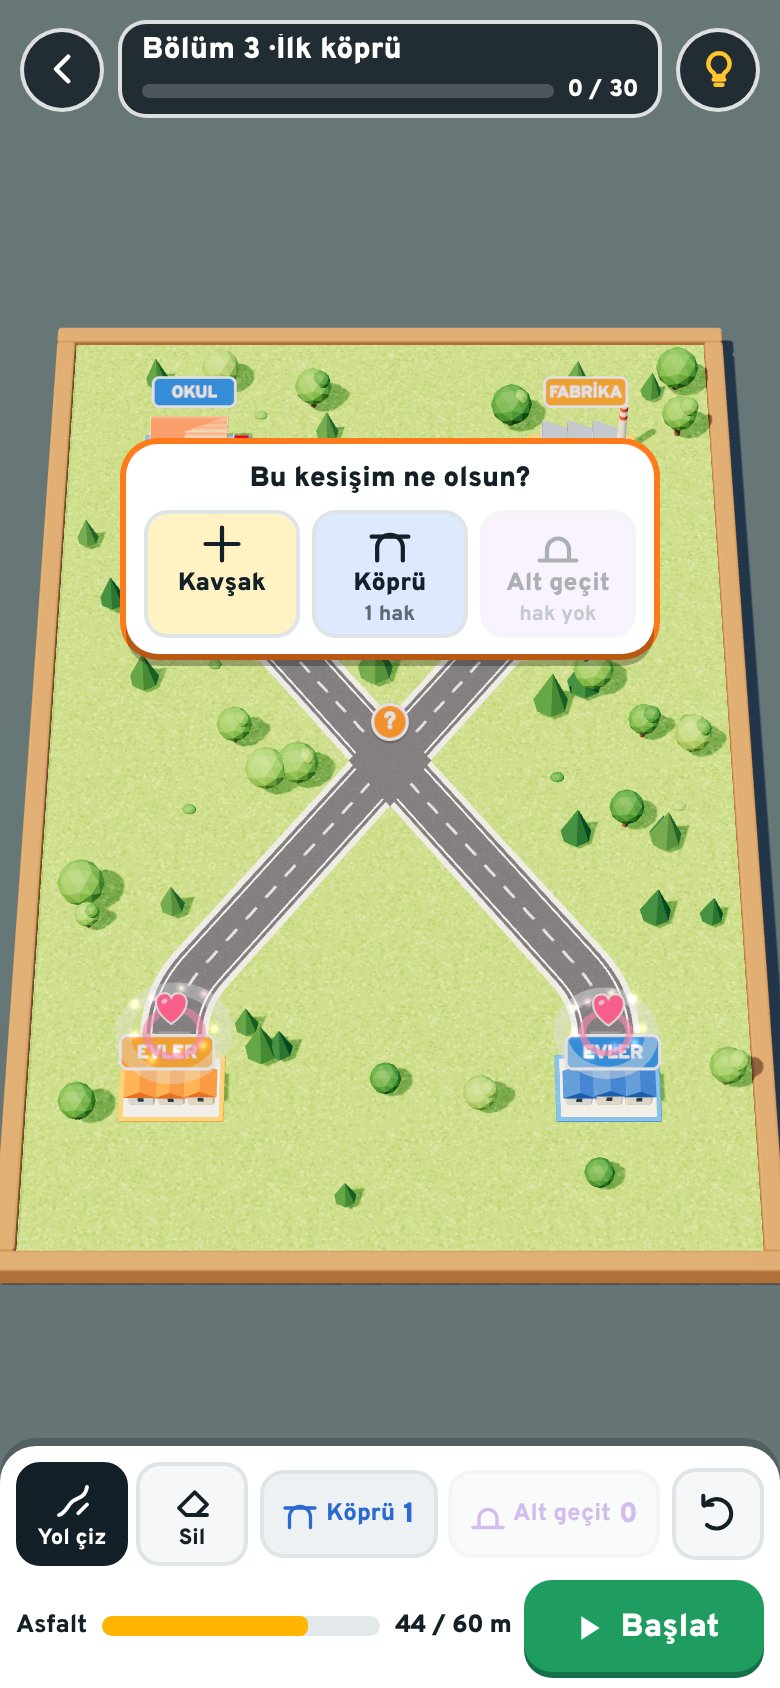 Bölüm 3 ·İlk köprü
0 / 30
OKUL
FABRİKA
Bu kesişim ne olsun?
Kavşak
Köprü
1 hak
Alt geçit
hak yok
?
EVLER
EVLER
Yol çiz
Sil
Köprü 1
Alt geçit 0
Asfalt
44 / 60 m
Başlat